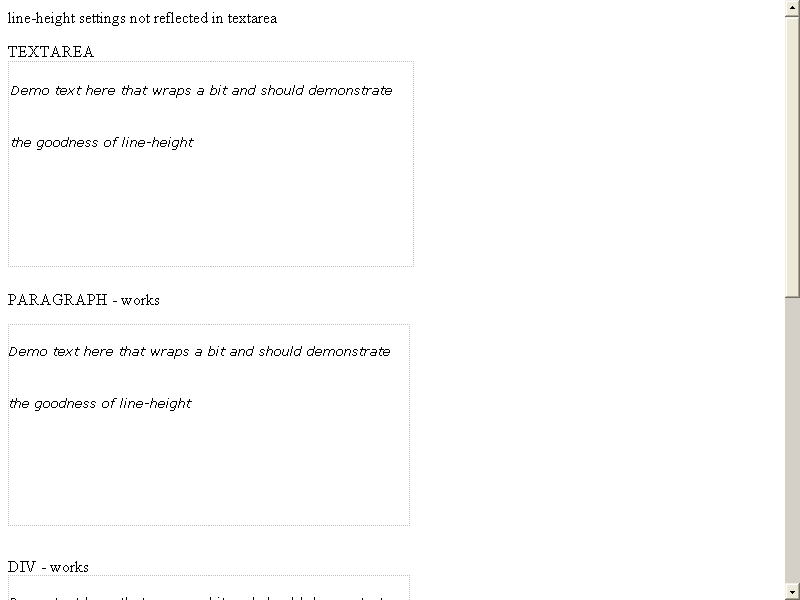 line-height settings not reflected in textarea
TEXTAREA
Demo text here that wraps a bit and should demonstrate
the goodness of line-height
PARAGRAPH - works
Demo text here that wraps a bit and should demonstrate
the goodness of line-height
DIV - works